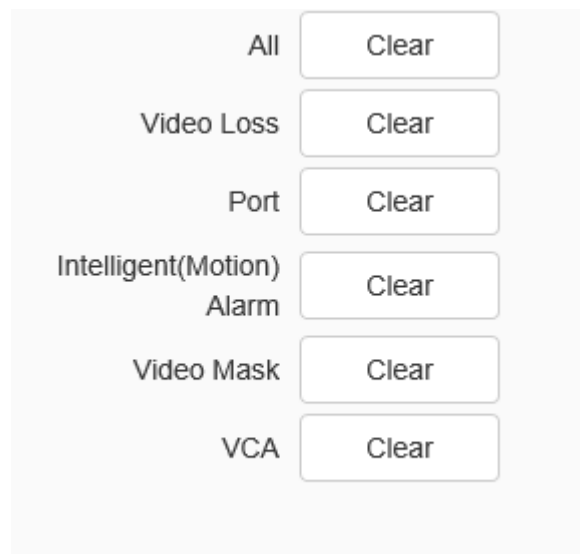 All Clear
Video Loss Clear
Port Clear
Intelligent(Motion)
Alarm Clear
Video Mask Clear
VCA Clear